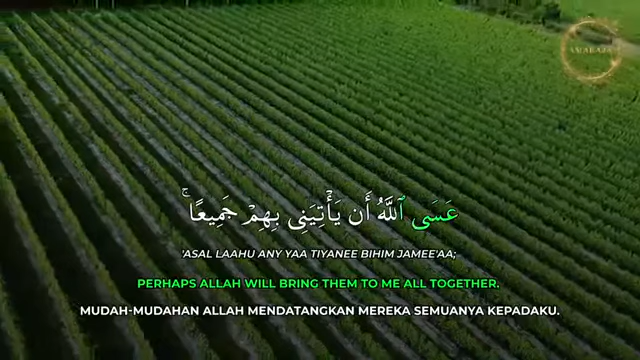 عَسَى ٱللَّهُ أَن يَأْتِيَنِى بِهِمْ جَمِيعًا ۚ
'ASAL LAAHU ANY YAA TIYANEE BIHIM JAMEE'AA;
PERHAPS ALLAH WILL BRING THEM TO ME ALL TOGETHER.
MUDAH-MUDAHAN ALLAH MENDATANGKAN MEREKA SEMUANYA KEPADAKU.